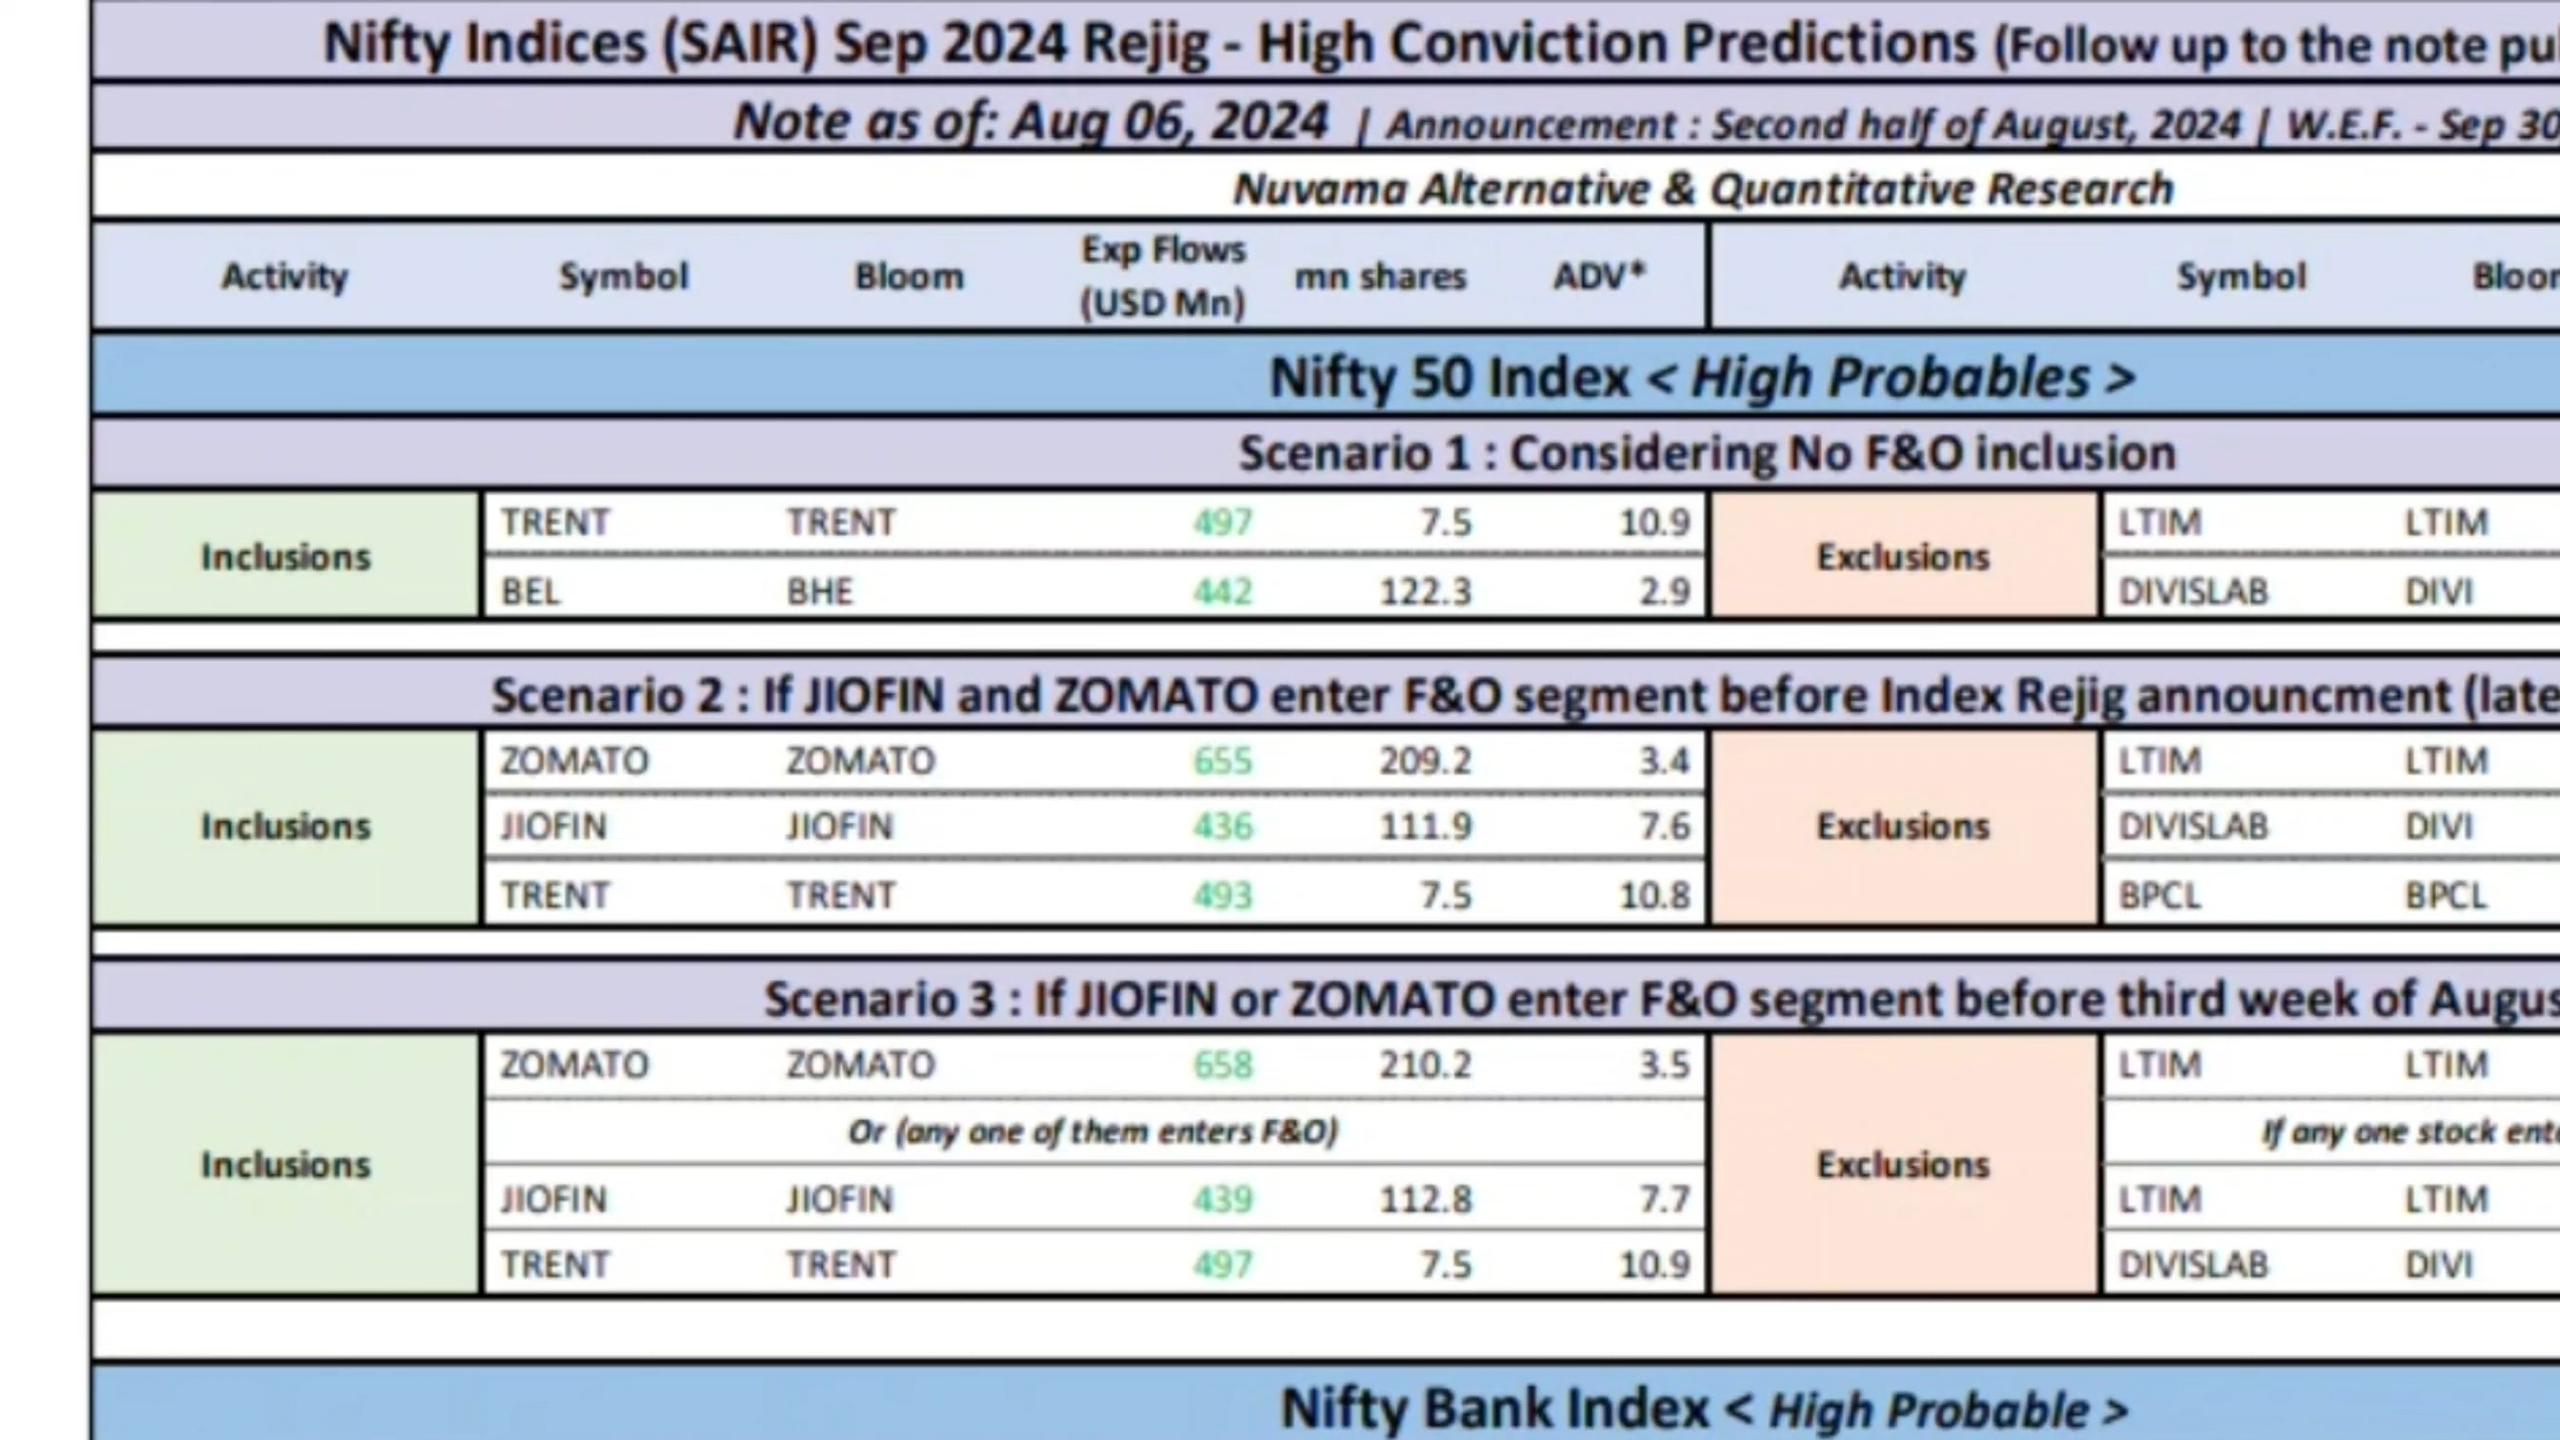 Nifty Indices (SAIR) Sep 2024 Rejig - High Conviction Predictions (Follow up to the note
Note as of: Aug 06, 2024 | Announcement : Second half of August, 2024 | W.E.F. - Sep 30
Nuvama Alternative & Quantitative Research
Activity Symbol Bloom Exp Flows (USD Mn) mn shares ADV* Activity Symbol
Nifty 50 Index < High Probables >
Scenario 1 : Considering No F&O inclusion
Inclusions Exclusions
TRENT TRENT 497 7.5 10.9 LTIM LTIM
BEL BHE 442 122.3 2.9 DIVISLAB DIVI
Scenario 2 : If JIOFIN and ZOMATO enter F&O segment before Index Rejig announcment
Inclusions Exclusions
ZOMATO ZOMATO 655 209.2 3.4 LTIM LTIM
JIOFIN JIOFIN 436 111.9 7.6 DIVISLAB DIVI
TRENT TRENT 493 7.5 10.8 BPCL BPCL
Scenario 3 : If JIOFIN or ZOMATO enter F&O segment before third week of
Inclusions Exclusions
ZOMATO ZOMATO 658 210.2 3.5 LTIM LTIM
Or (any one of them enters F&O) If any one stock
JIOFIN JIOFIN 439 112.8 7.7 LTIM LTIM
TRENT TRENT 497 7.5 10.9 DIVISLAB DIVI
Nifty Bank Index < High Probable >